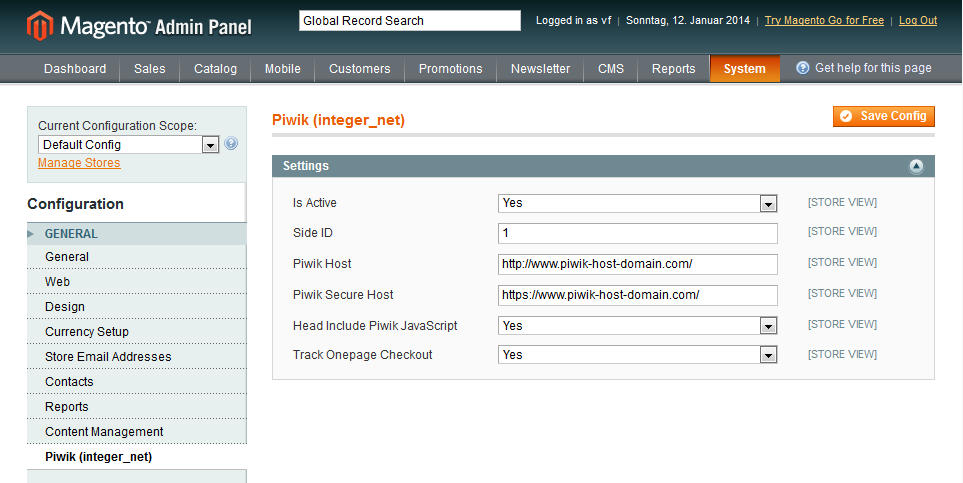 Magento™ Admin Panel
Global Record Search
Logged in as vf | Sonntag, 12. Januar 2014 | Try Magento Go for Free | Log Out
Dashboard Sales Catalog Mobile Customers Promotions Newsletter CMS Reports System ? Get help for this page
Current Configuration Scope:
Default Config ?
Manage Stores
Configuration
GENERAL
General
Web
Design
Currency Setup
Store Email Addresses
Contacts
Reports
Content Management
Piwik (integer_net)
Piwik (integer_net) Save Config
Settings
Is Active Yes [STORE VIEW]
Side ID 1 [STORE VIEW]
Piwik Host http://www.piwik-host-domain.com/ [STORE VIEW]
Piwik Secure Host https://www.piwik-host-domain.com/ [STORE VIEW]
Head Include Piwik JavaScript Yes [STORE VIEW]
Track Onepage Checkout Yes [STORE VIEW]